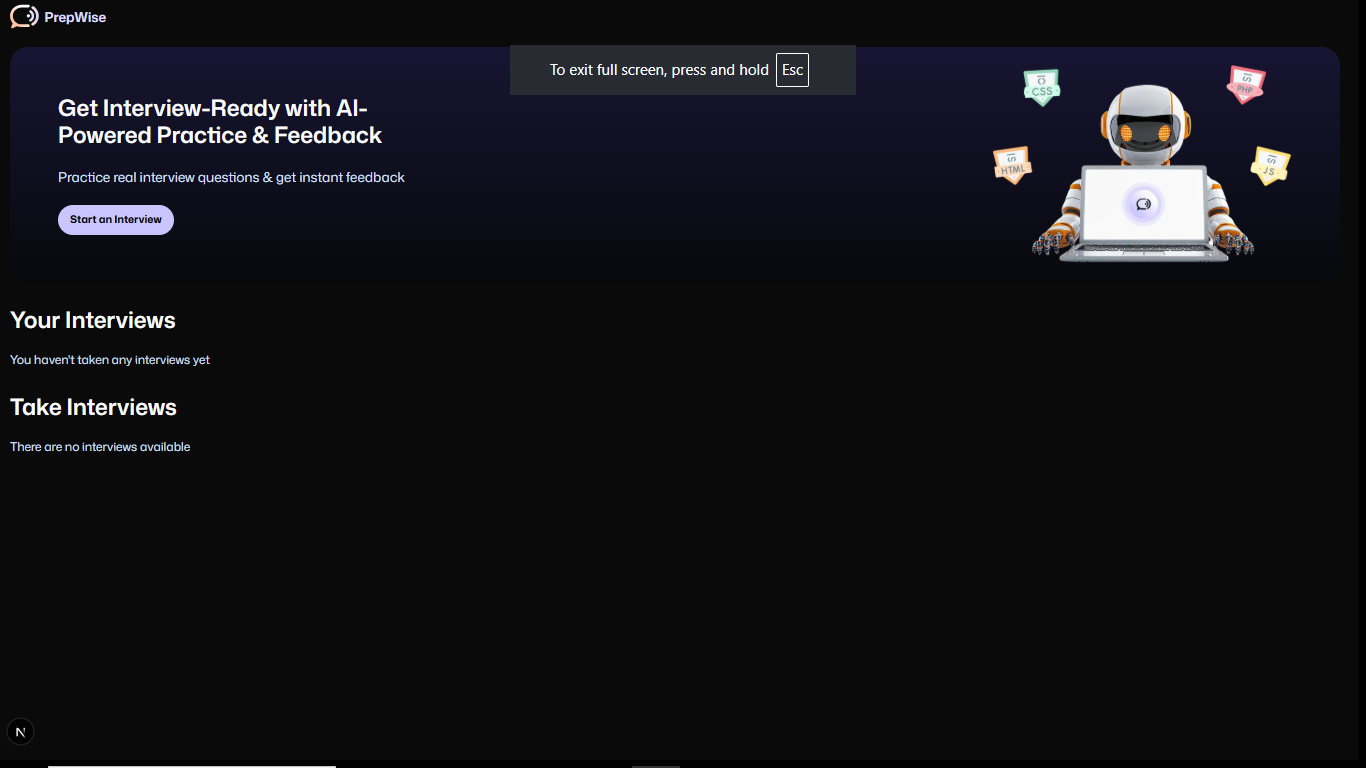 PrepWise
To exit full screen, press and hold Esc
Get Interview-Ready with AI-
Powered Practice & Feedback
Practice real interview questions & get instant feedback
Start an Interview
CSS
PHP
HTML
JS
Your Interviews
You haven't taken any interviews yet
Take Interviews
There are no interviews available
N